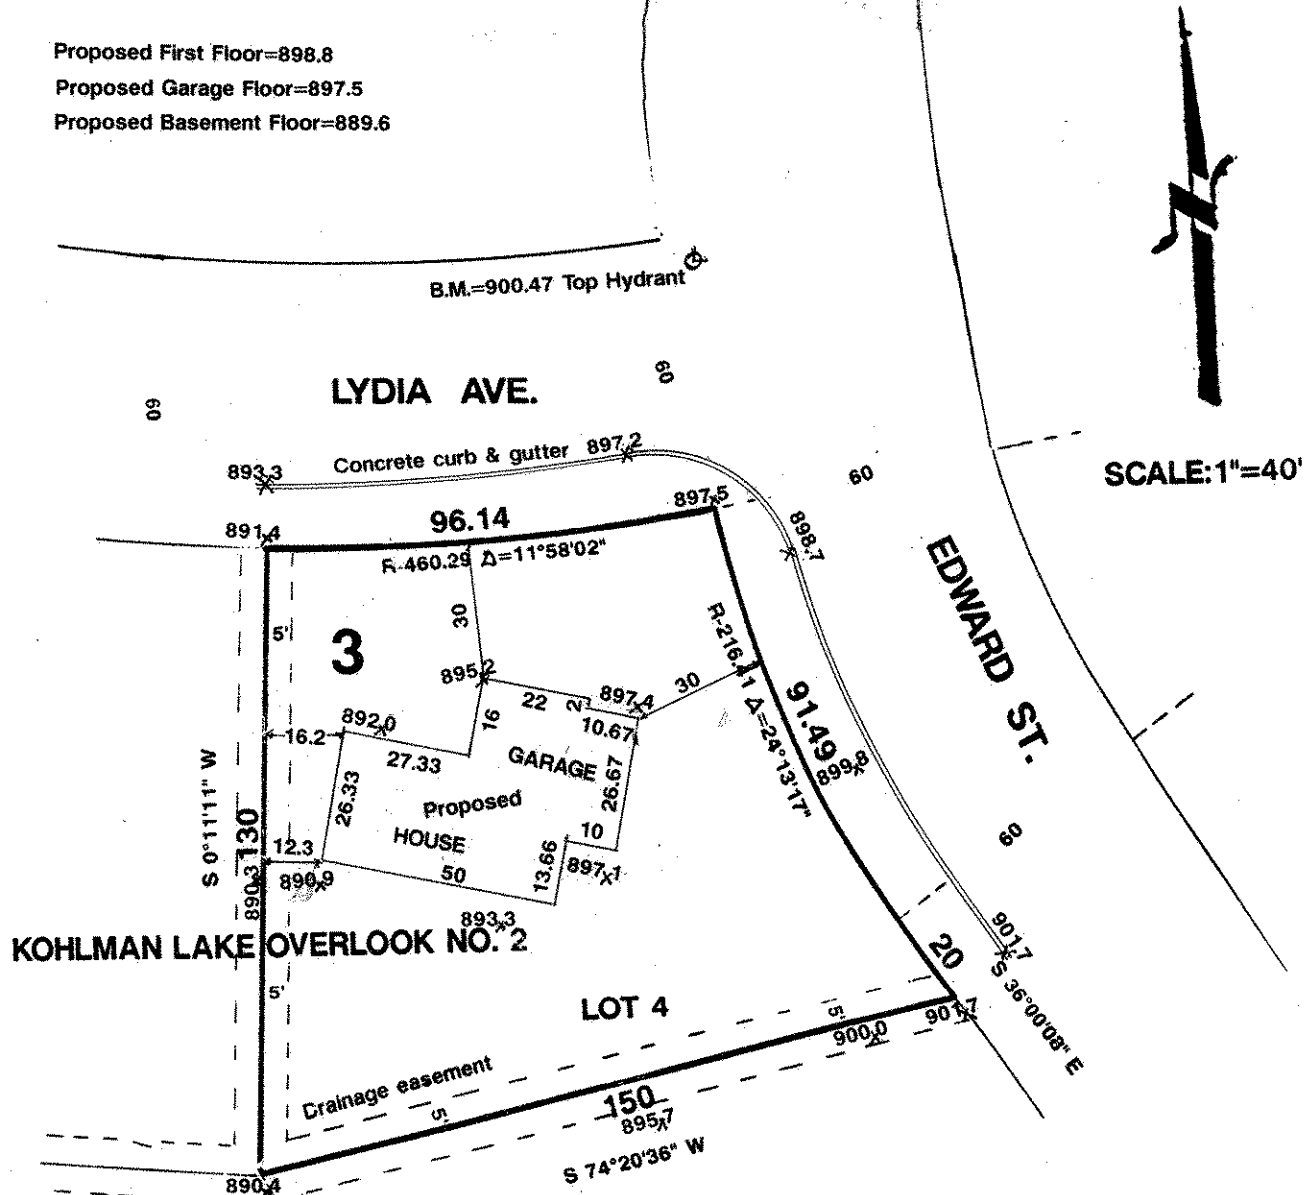 Proposed First Floor=898.8
Proposed Garage Floor=897.5
Proposed Basement Floor=889.6
B.M.=900.47 Top Hydrant
60
LYDIA AVE.
60
893.3
Concrete curb & gutter
897.2
60
SCALE:1"=40'
891.4
96.14
897.5
898.7
R-460.29 Δ=11°58'02"
EDWARD ST.
5'
3
30
R-216.41 Δ=24°13'17"
895.2
22
2
897.4
30
91.49
16.2
892.0
16
10.67
27.33
GARAGE
899.8
S 0°11'11" W
130
26.33
Proposed
HOUSE
26.67
10
60
12.3
890.3
890.9
50
13.66
897.1
893.3
901.7
KOHLMAN LAKE OVERLOOK NO. 2
20
S 36°00'08" E
5'
LOT 4
5'
900.0
901.7
Drainage easement
5'
150
895.7
S 74°20'36" W
890.4